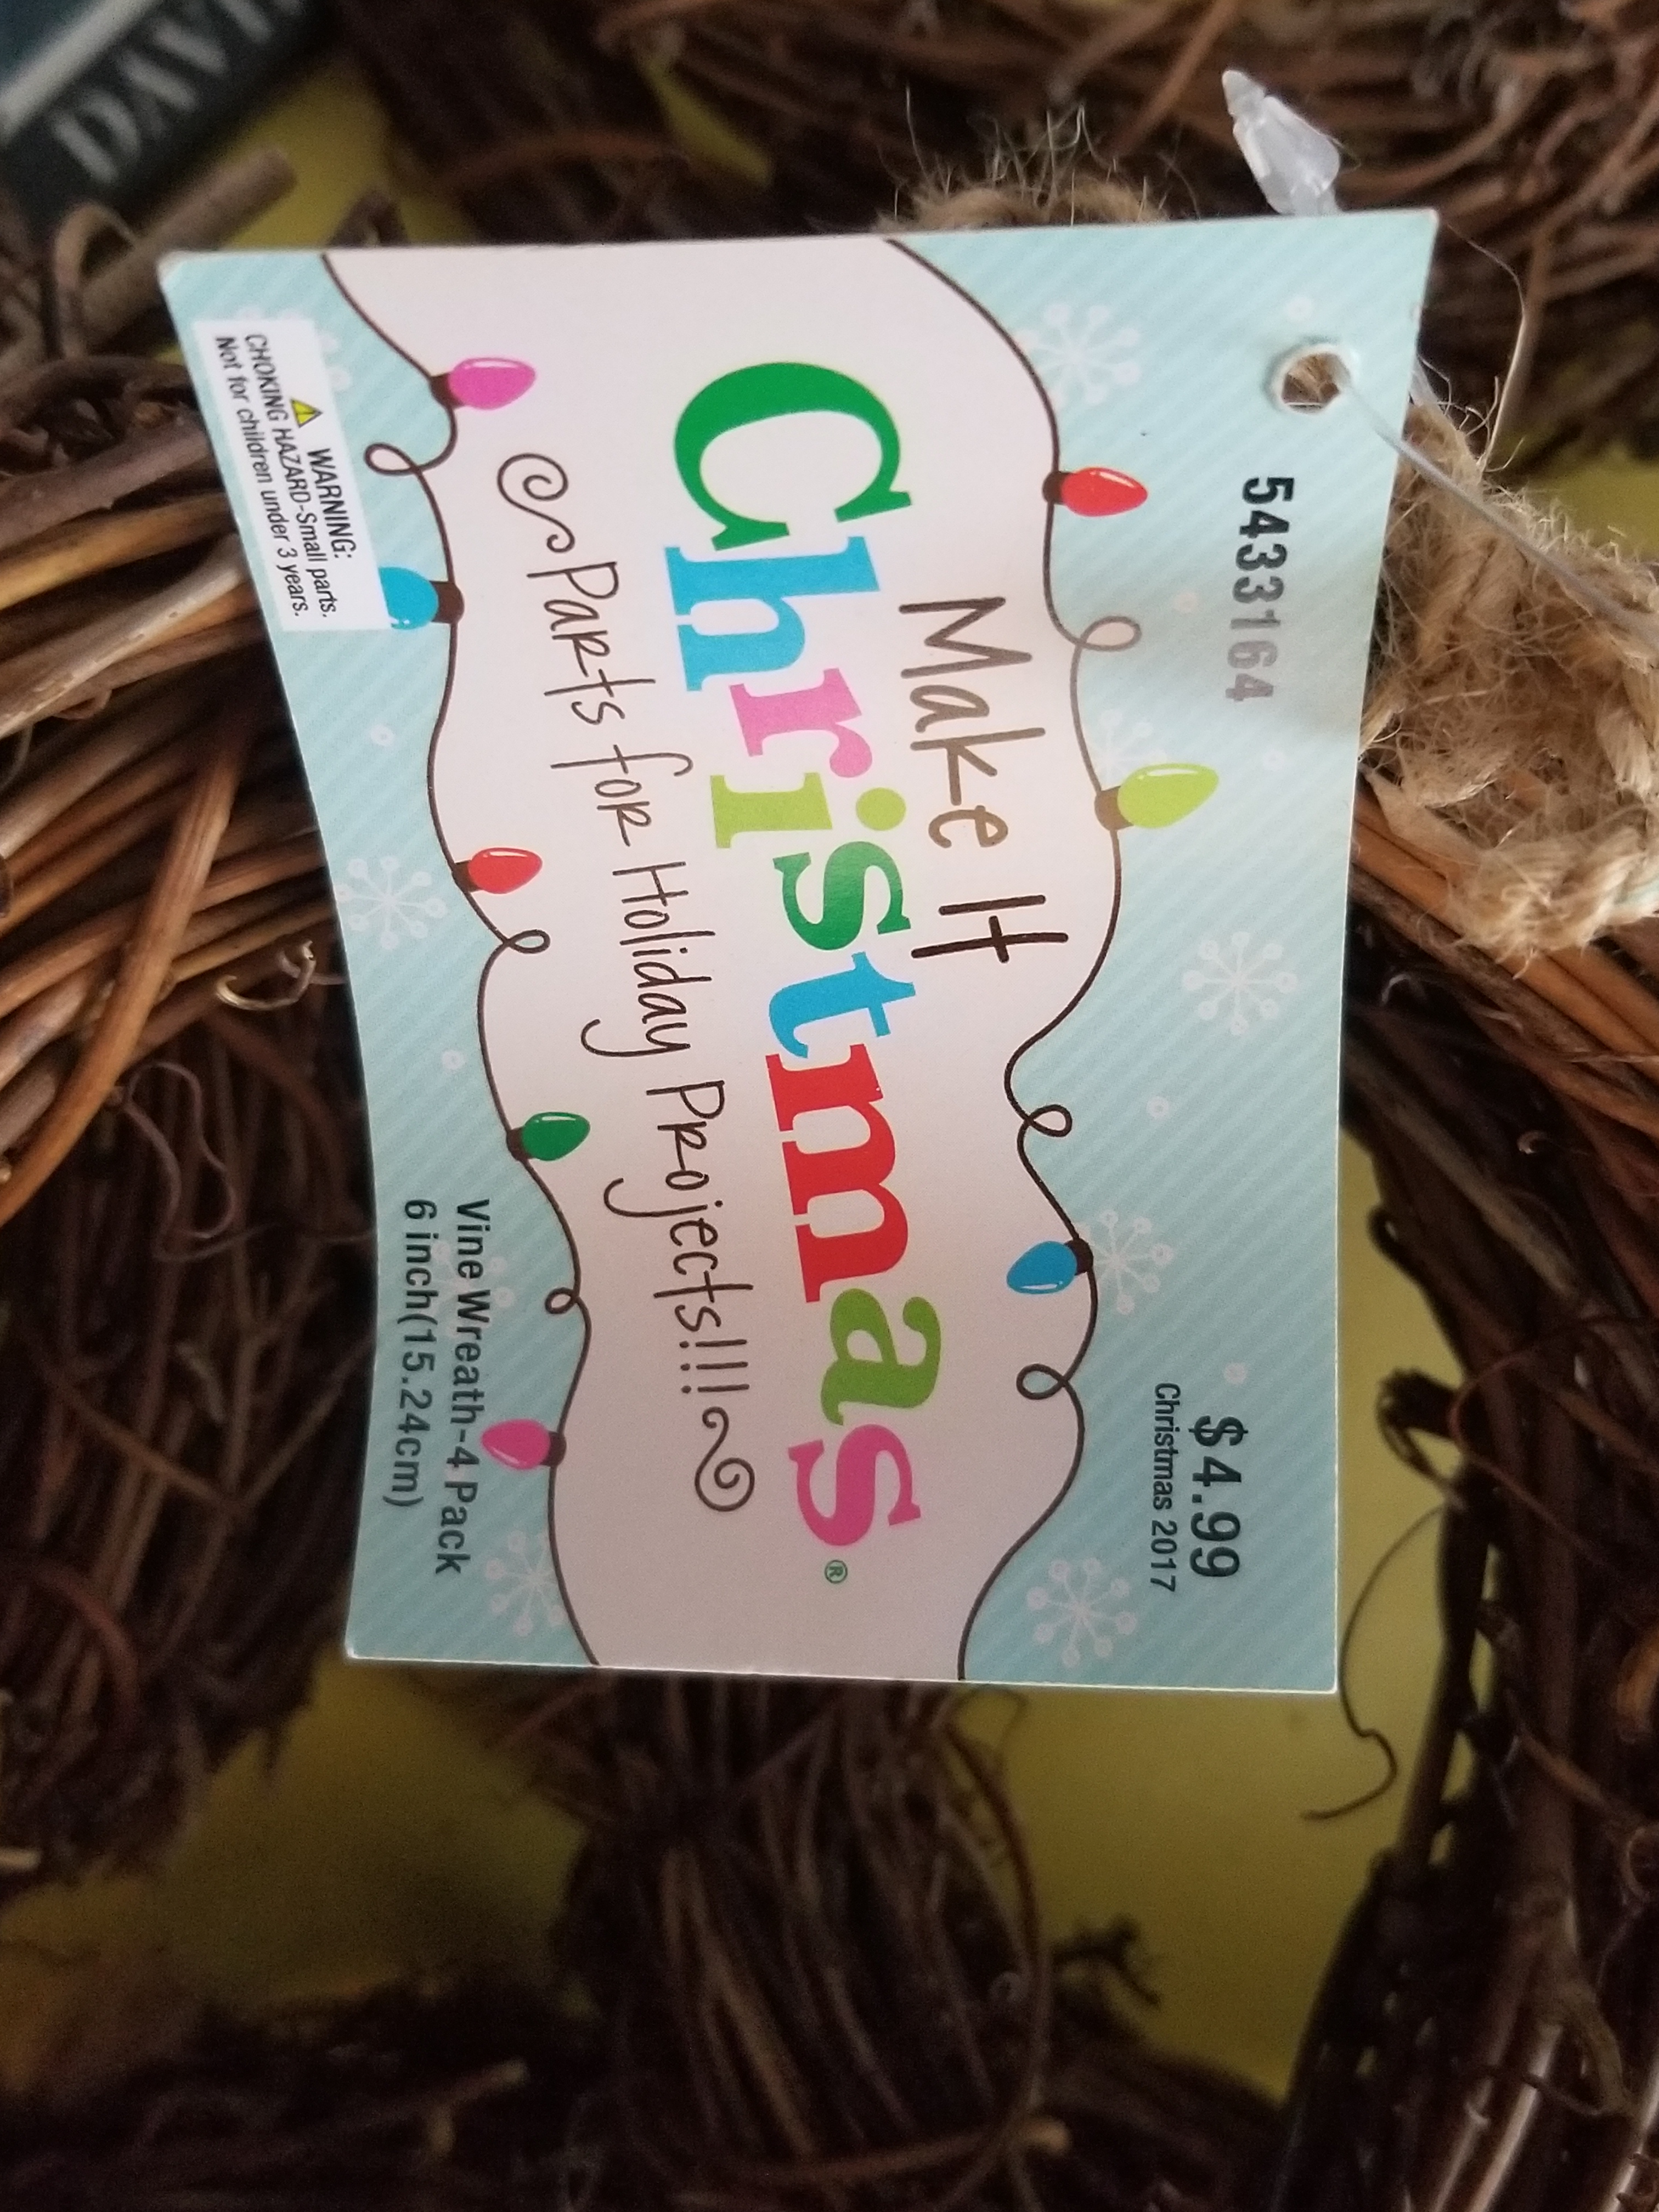 5433164
$4.99
Christmas 2017
Make It
Christmas®
Parts for Holiday Projects!!!
⚠ WARNING:
CHOKING HAZARD-Small parts.
Not for children under 3 years.
Vine Wreath-4 Pack
6 inch(15.24cm)